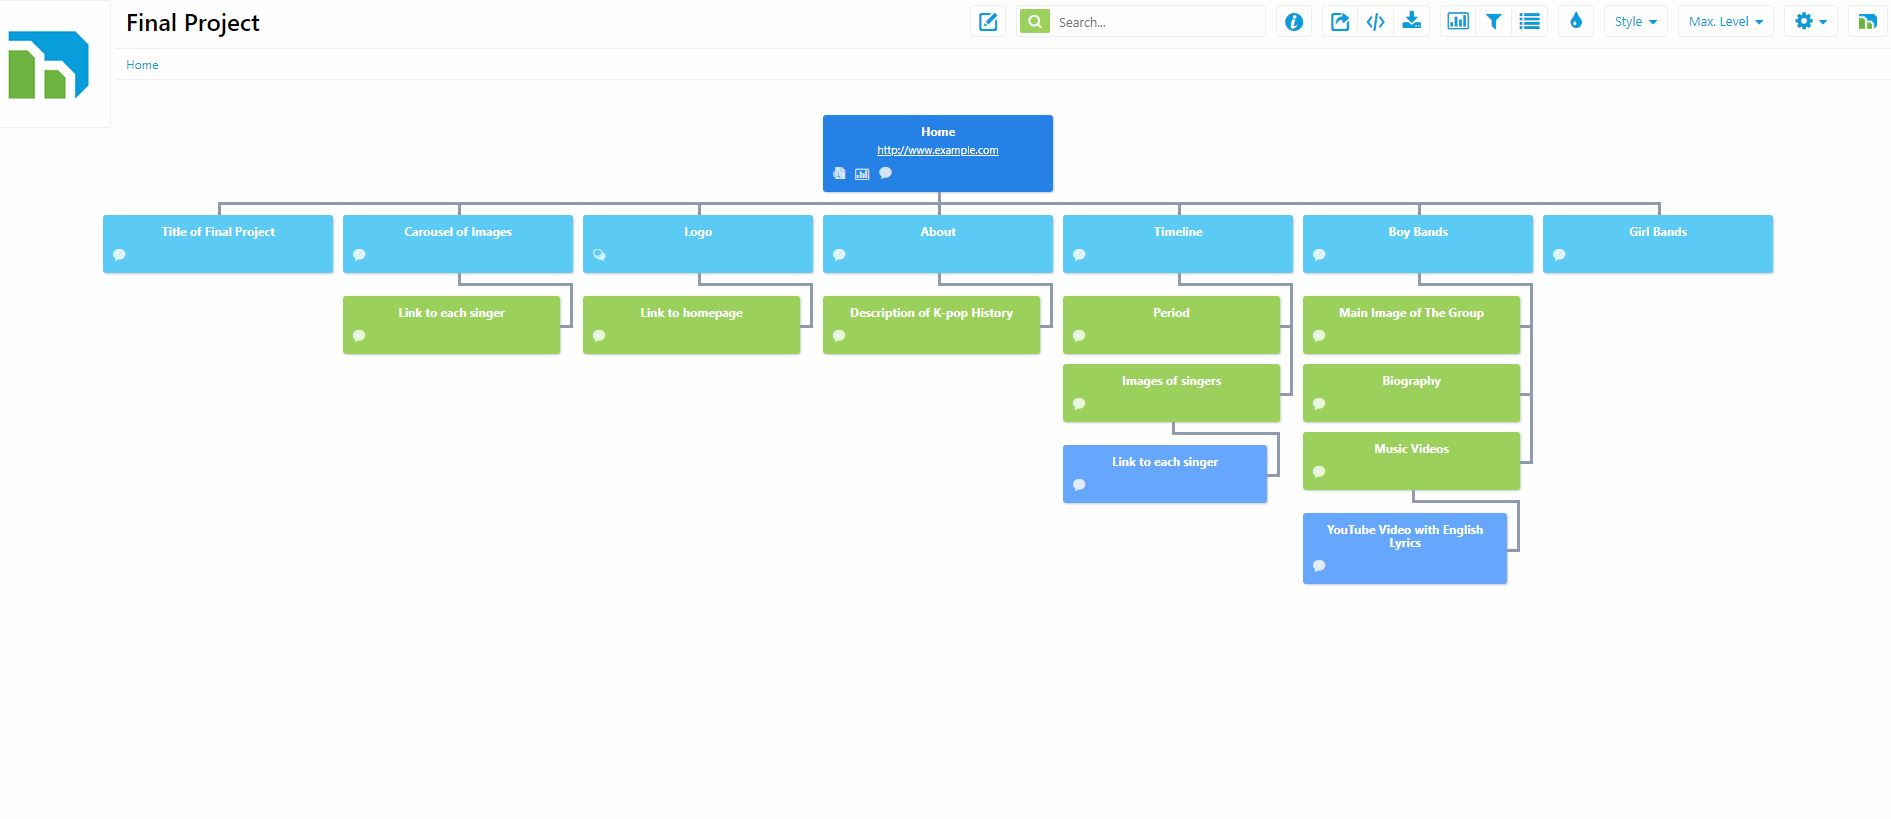 Final Project
Search...
Style
Max. Level
Home
Home
http://www.example.com
Title of Final Project
Carousel of Images
Logo
About
Timeline
Boy Bands
Girl Bands
Link to each singer
Link to homepage
Description of K-pop History
Period
Main Image of The Group
Images of singers
Biography
Music Videos
Link to each singer
YouTube Video with English
Lyrics